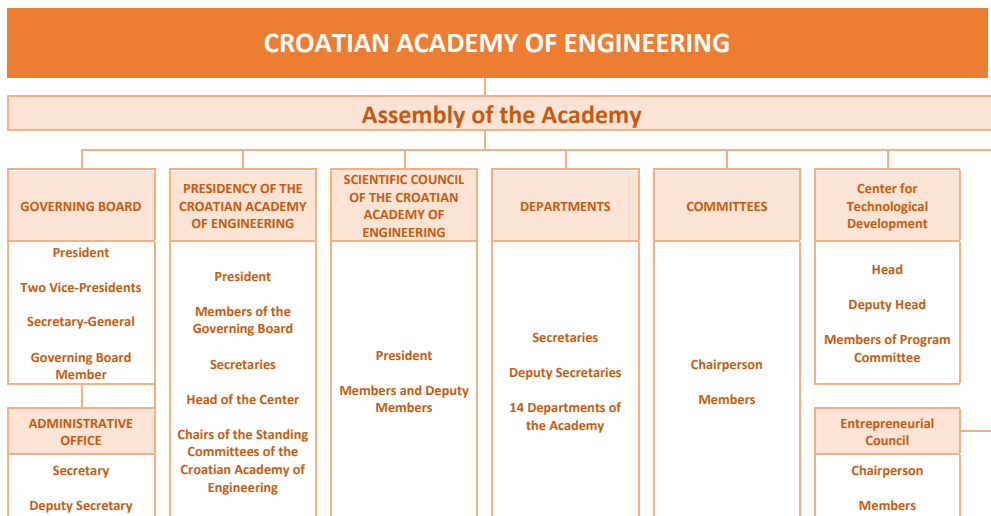 CROATIAN ACADEMY OF ENGINEERING
Assembly of the Academy
GOVERNING BOARD
President
Two Vice-Presidents
Secretary-General
Governing Board
Member
ADMINISTRATIVE
OFFICE
Secretary
Deputy Secretary
PRESIDENCY OF THE
CROATIAN ACADEMY
OF ENGINEERING
President
Members of the
Governing Board
Secretaries
Head of the Center
Chairs of the Standing
Committees of the
Croatian Academy of
Engineering
SCIENTIFIC COUNCIL
OF THE CROATIAN
ACADEMY OF
ENGINEERING
President
Members and Deputy
Members
DEPARTMENTS
Secretaries
Deputy Secretaries
14 Departments of
the Academy
COMMITTEES
Chairperson
Members
Center for
Technological
Development
Head
Deputy Head
Members of Program
Committee
Entrepreneurial
Council
Chairperson
Members